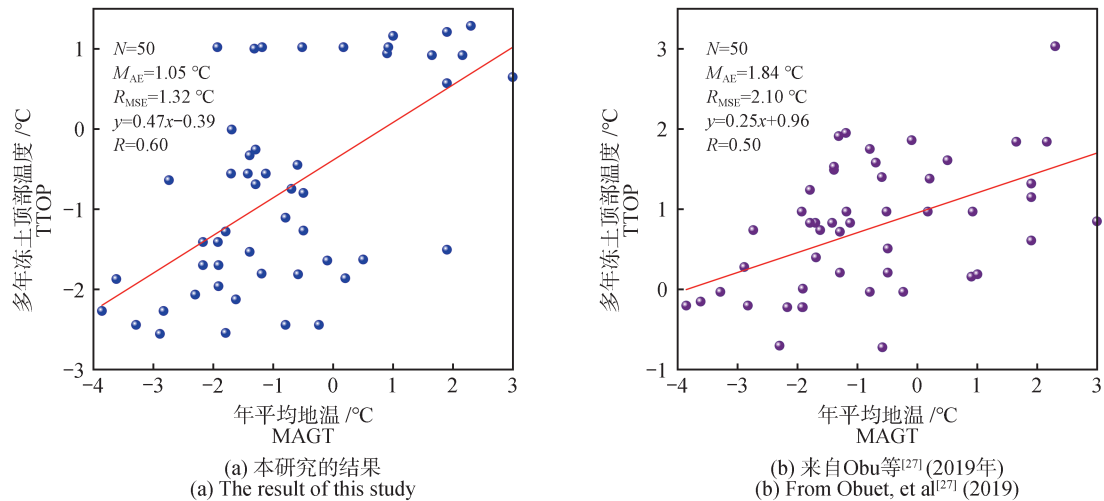 N=50
M_AE=1.05 ℃
R_MSE=1.32 ℃
y=0.47x−0.39
R=0.60
1
0
−1
−2
−3
多年冻土顶部温度 /℃
TTOP
−4 −3 −2 −1 0 1 2 3
年平均地温 /℃
MAGT
(a) 本研究的结果
(a) The result of this study
N=50
M_AE=1.84 ℃
R_MSE=2.10 ℃
y=0.25x+0.96
R=0.50
3
2
1
0
−1
多年冻土顶部温度 /℃
TTOP
−4 −3 −2 −1 0 1 2 3
年平均地温 /℃
MAGT
(b) 来自Obu等[27] (2019年)
(b) From Obuet, et al[27] (2019)